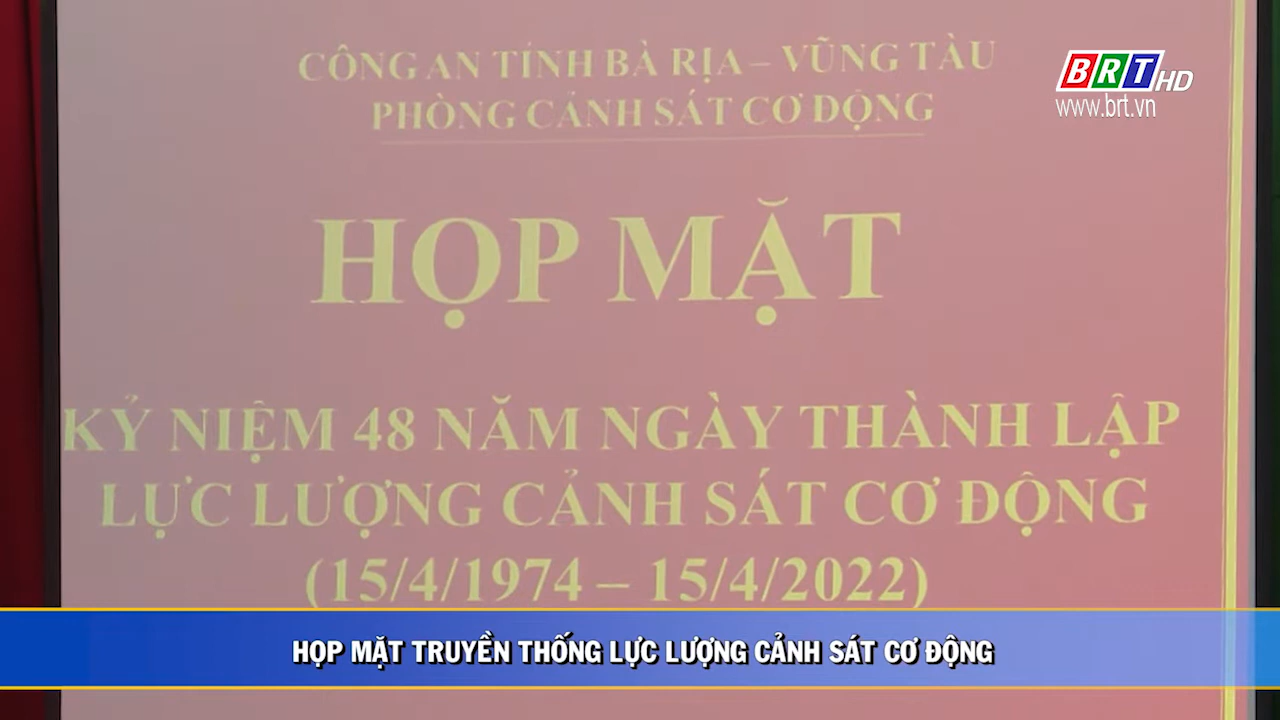 CÔNG AN TỈNH BÀ RỊA – VŨNG TÀU
PHÒNG CẢNH SÁT CƠ ĐỘNG
BRT HD
www.brt.vn
HỌP MẶT
KỶ NIỆM 48 NĂM NGÀY THÀNH LẬP
LỰC LƯỢNG CẢNH SÁT CƠ ĐỘNG
(15/4/1974 – 15/4/2022)
HỌP MẶT TRUYỀN THỐNG LỰC LƯỢNG CẢNH SÁT CƠ ĐỘNG